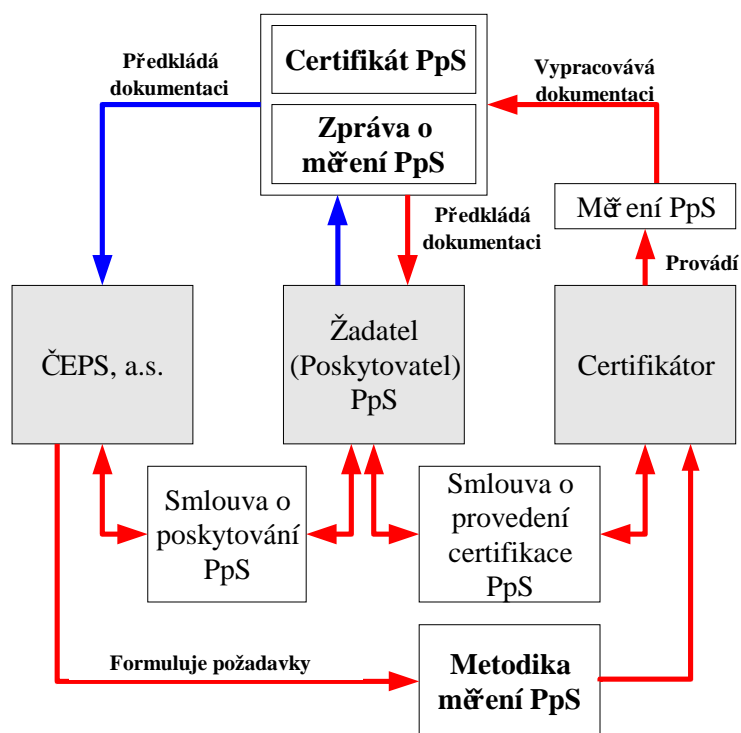 Předkládá
dokumentaci
Certifikát PpS
Zpráva o
měření PpS
Vypracovává
dokumentaci
Měření PpS
Předkládá
dokumentaci
Provádí
ČEPS, a.s.
Žadatel
(Poskytovatel)
PpS
Certifikátor
Smlouva o
poskytování
PpS
Smlouva o
provedení
certifikace
PpS
Formuluje požadavky
Metodika
měření PpS